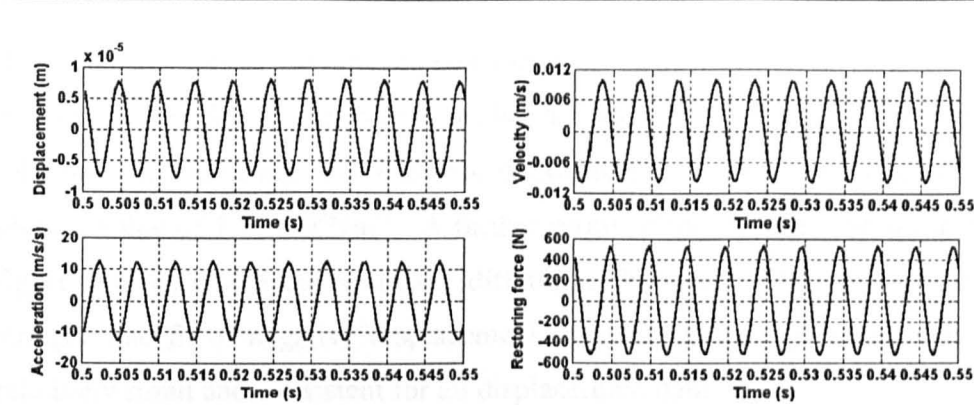 x 10-5
Displacement (m)
1
0.5
0
-0.5
-1
0.5 0.505 0.51 0.515 0.52 0.525 0.53 0.535 0.54 0.545 0.55
Time (s)
Velocity (m/s)
0.012
0.006
0
-0.006
-0.012
0.5 0.505 0.51 0.515 0.52 0.525 0.53 0.535 0.54 0.545 0.55
Time (s)
Acceleration (m/s/s)
20
10
0
-10
-20
0.5 0.505 0.51 0.515 0.52 0.525 0.53 0.535 0.54 0.545 0.55
Time (s)
Restoring force (N)
600
400
200
0
-200
-400
-600
0.5 0.505 0.51 0.515 0.52 0.525 0.53 0.535 0.54 0.545 0.55
Time (s)